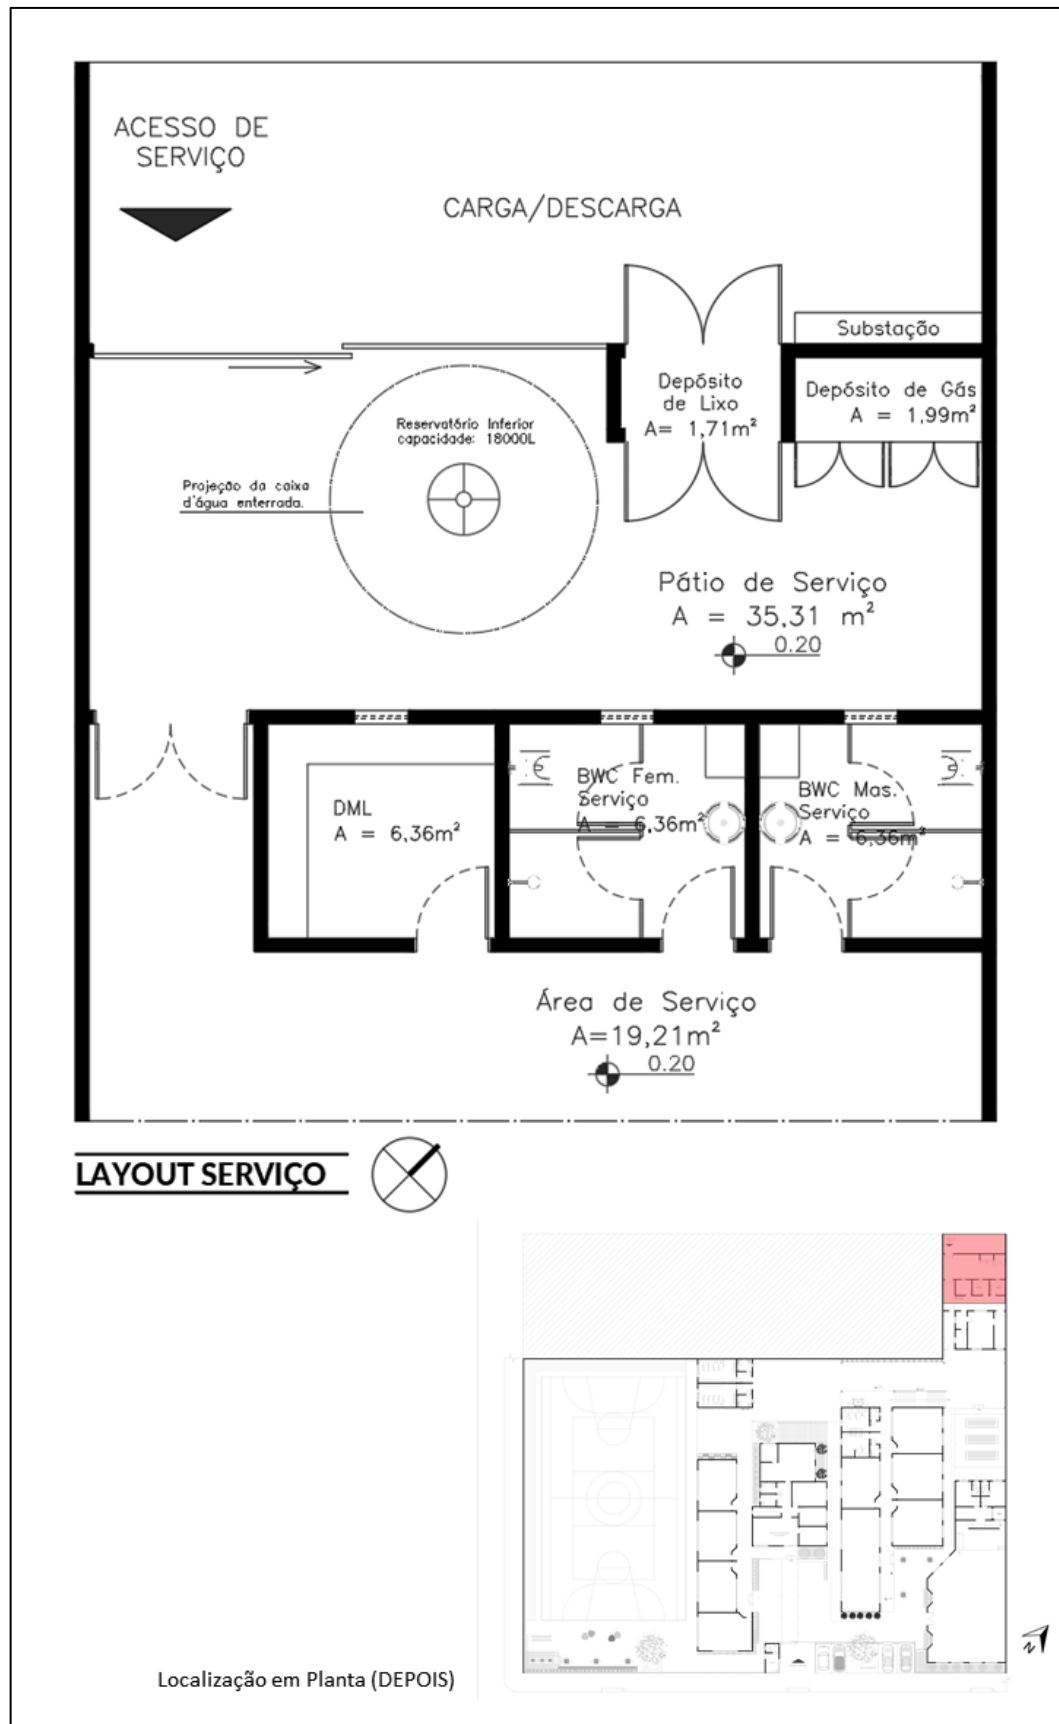 ACESSO DE
SERVIÇO
CARGA/DESCARGA
Substação
Depósito
de Lixo
A= 1,71m²
Depósito de Gás
A = 1,99m²
Reservatório Inferior
capacidade: 18000L
Projeção da caixa
d'água enterrada.
Pátio de Serviço
A = 35,31 m²
0.20
DML
A = 6,36m²
BWC Fem.
Serviço
A = 6,36m²
BWC Mas.
Serviço
A = 6,36m²
Área de Serviço
A=19,21m²
0.20
LAYOUT SERVIÇO
N
Localização em Planta (DEPOIS)